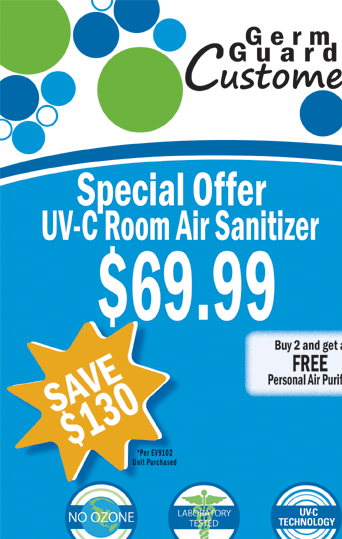 Germ
Guard
Custome
Special Offer
UV-C Room Air Sanitizer
$69.99
Buy 2 and get a
FREE
Personal Air Purif
SAVE
$130
*Per EV9102
Unit Purchased
NO OZONE
LABORATORY
TESTED
UV-C
TECHNOLOGY